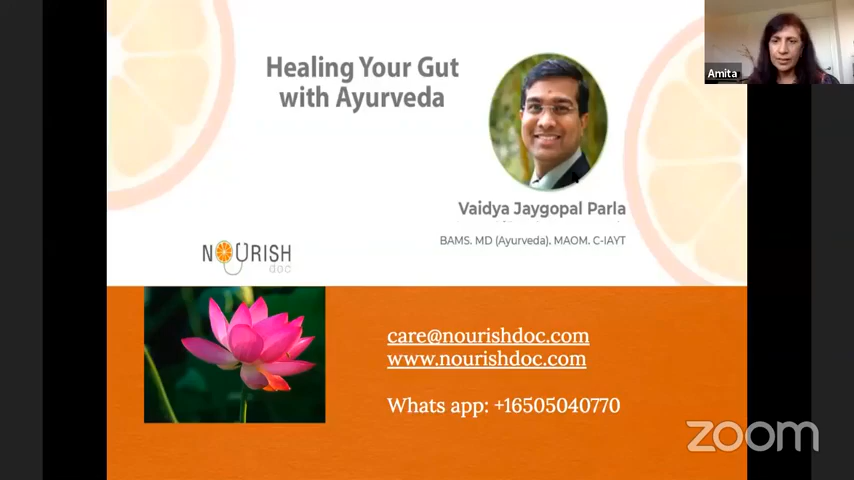 Healing Your Gut
with Ayurveda
Amita
Vaidya Jaygopal Parla
BAMS. MD (Ayurveda). MAOM. C-IAYT
NOURISH
doc
care@nourishdoc.com
www.nourishdoc.com
Whats app: +16505040770
zoom